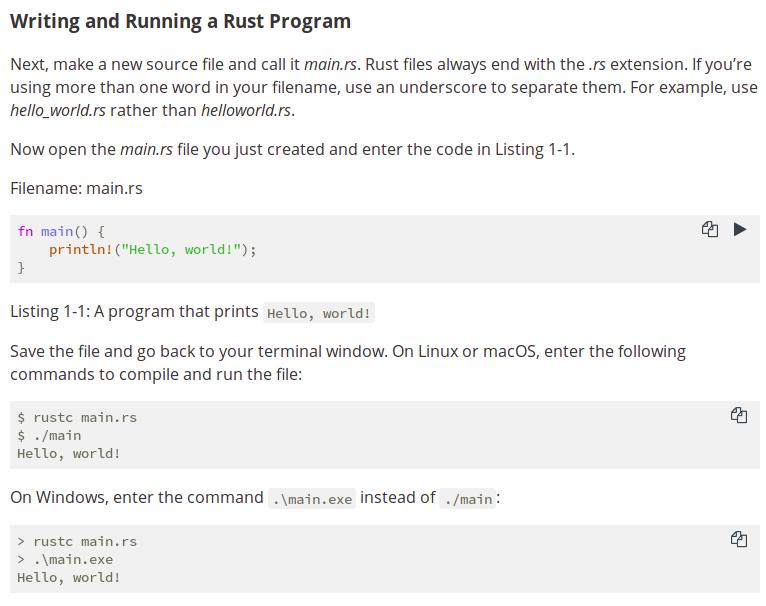 Writing and Running a Rust Program
Next, make a new source file and call it main.rs. Rust files always end with the .rs extension. If you’re
using more than one word in your filename, use an underscore to separate them. For example, use
hello_world.rs rather than helloworld.rs.
Now open the main.rs file you just created and enter the code in Listing 1-1.
Filename: main.rs
fn main() {
    println!("Hello, world!");
}
Listing 1-1: A program that prints Hello, world!
Save the file and go back to your terminal window. On Linux or macOS, enter the following
commands to compile and run the file:
$ rustc main.rs
$ ./main
Hello, world!
On Windows, enter the command .\main.exe instead of ./main:
> rustc main.rs
> .\main.exe
Hello, world!